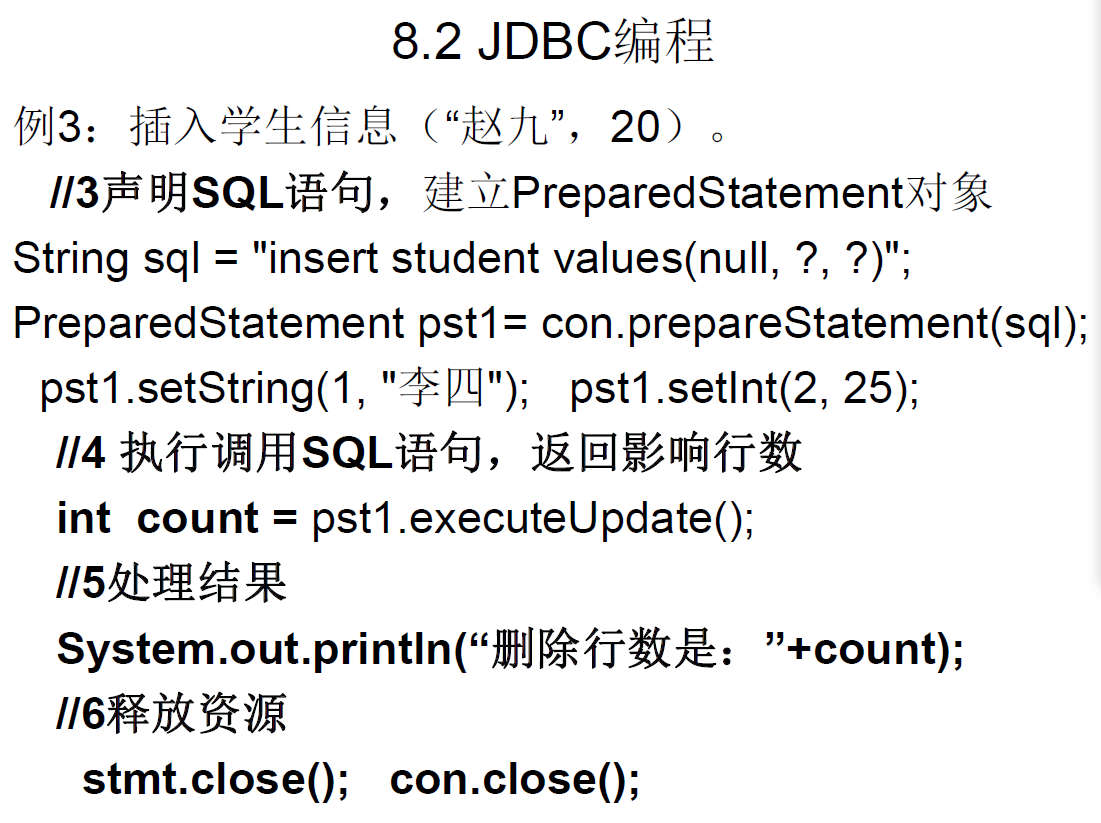 8.2 JDBC编程
例3：插入学生信息（“赵九”，20）。
//3声明SQL语句，建立PreparedStatement对象
String sql = "insert student values(null, ?, ?)";
PreparedStatement pst1= con.prepareStatement(sql);
pst1.setString(1, "李四");   pst1.setInt(2, 25);
//4 执行调用SQL语句，返回影响行数
int  count = pst1.executeUpdate();
//5处理结果
System.out.println(“删除行数是：”+count);
//6释放资源
stmt.close();   con.close();